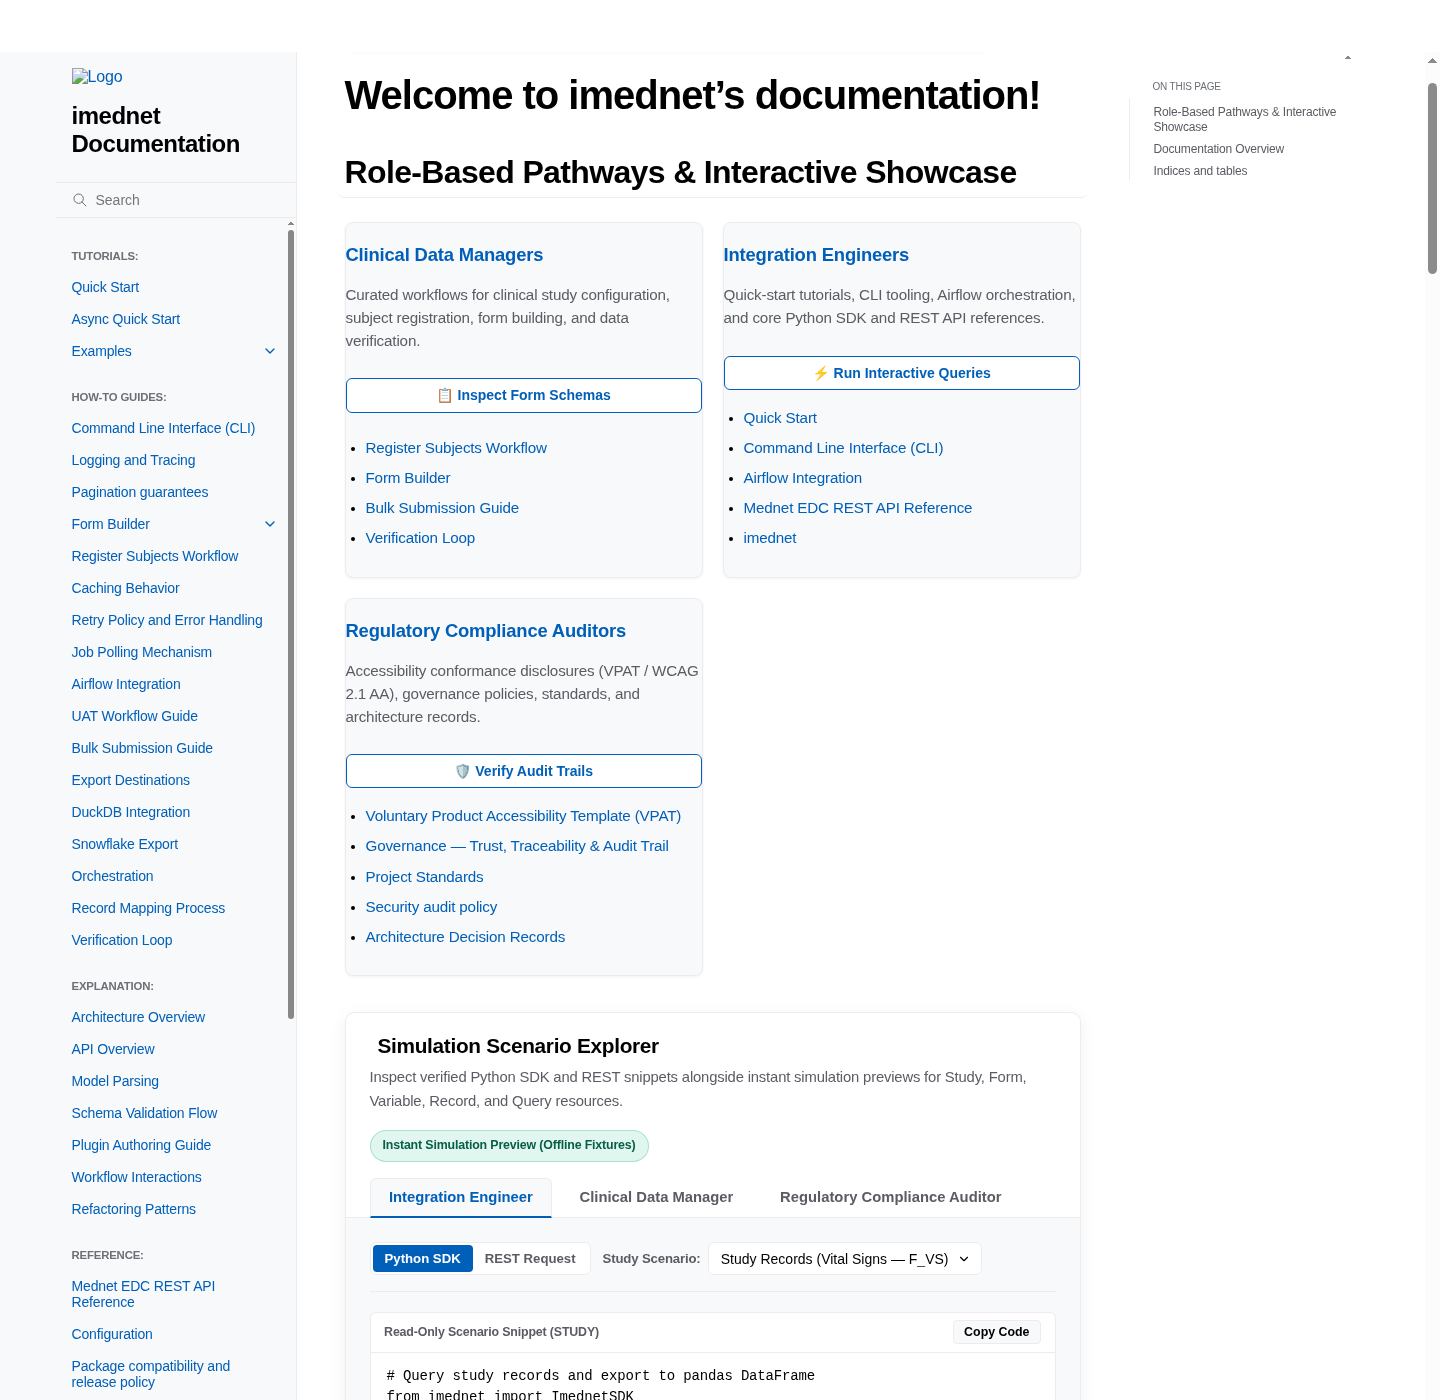 Logo
imednet
Documentation
Search
TUTORIALS:
Quick Start
Async Quick Start
Examples
HOW-TO GUIDES:
Command Line Interface (CLI)
Logging and Tracing
Pagination guarantees
Form Builder
Register Subjects Workflow
Caching Behavior
Retry Policy and Error Handling
Job Polling Mechanism
Airflow Integration
UAT Workflow Guide
Bulk Submission Guide
Export Destinations
DuckDB Integration
Snowflake Export
Orchestration
Record Mapping Process
Verification Loop
EXPLANATION:
Architecture Overview
API Overview
Model Parsing
Schema Validation Flow
Plugin Authoring Guide
Workflow Interactions
Refactoring Patterns
REFERENCE:
Mednet EDC REST API
Reference
Configuration
Package compatibility and
release policy
Welcome to imednet’s documentation!
Role-Based Pathways & Interactive Showcase
Clinical Data Managers
Curated workflows for clinical study configuration,
subject registration, form building, and data
verification.
📋 Inspect Form Schemas
• Register Subjects Workflow
• Form Builder
• Bulk Submission Guide
• Verification Loop
Integration Engineers
Quick-start tutorials, CLI tooling, Airflow orchestration,
and core Python SDK and REST API references.
⚡ Run Interactive Queries
• Quick Start
• Command Line Interface (CLI)
• Airflow Integration
• Mednet EDC REST API Reference
• imednet
Regulatory Compliance Auditors
Accessibility conformance disclosures (VPAT / WCAG
2.1 AA), governance policies, standards, and
architecture records.
🛡️ Verify Audit Trails
• Voluntary Product Accessibility Template (VPAT)
• Governance — Trust, Traceability & Audit Trail
• Project Standards
• Security audit policy
• Architecture Decision Records
Simulation Scenario Explorer
Inspect verified Python SDK and REST snippets alongside instant simulation previews for Study, Form,
Variable, Record, and Query resources.
Instant Simulation Preview (Offline Fixtures)
Integration Engineer
Clinical Data Manager
Regulatory Compliance Auditor
Python SDK
REST Request
Study Scenario:
Study Records (Vital Signs — F_VS)
Read-Only Scenario Snippet (STUDY)
Copy Code
# Query study records and export to pandas DataFrame
from imednet import ImednetSDK
ON THIS PAGE
Role-Based Pathways & Interactive
Showcase
Documentation Overview
Indices and tables